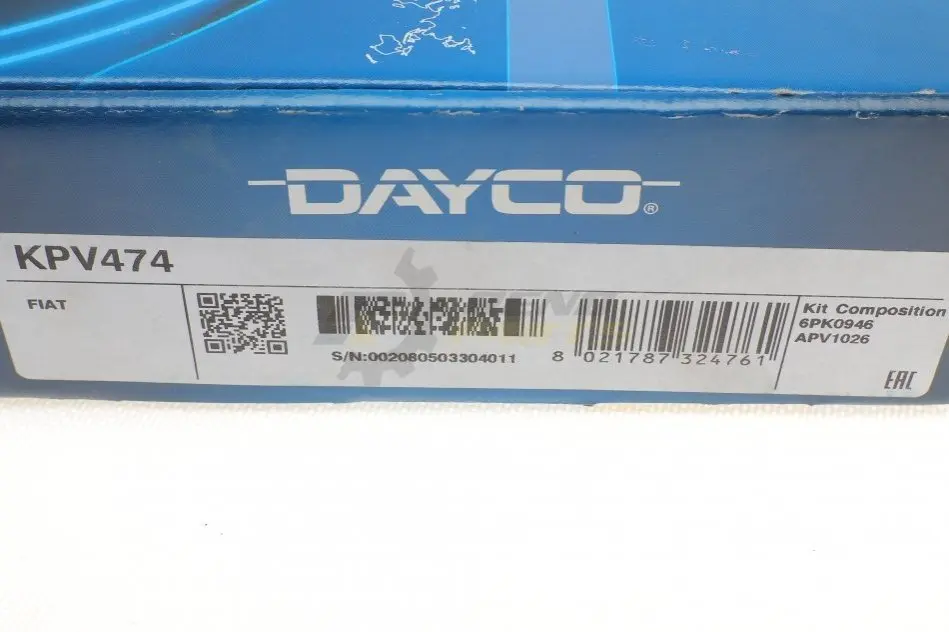 DAYCO®
KPV474
FIAT
S/N:002080503304011
8 021787 324761
Kit Composition
6PK0946
APV1026
EAC